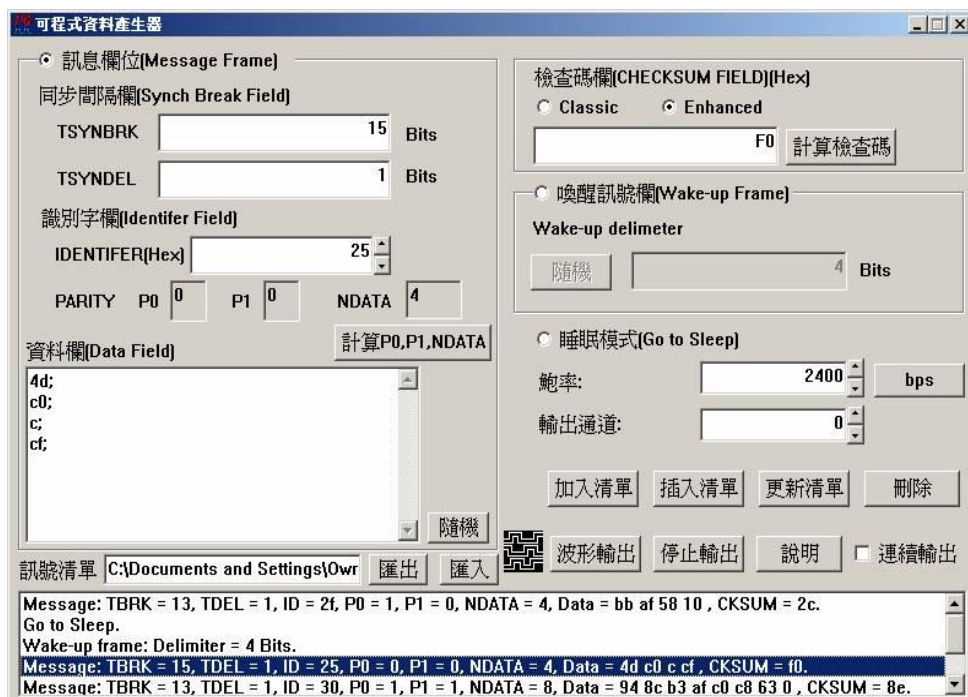 可程式資料產生器
訊息欄位(Message Frame)
同步間隔欄(Synch Break Field)
TSYNBRK 15 Bits
TSYNDEL 1 Bits
識別字欄(Identifer Field)
IDENTIFER(Hex) 25
PARITY P0 0 P1 0 NDATA 4
計算P0,P1,NDATA
資料欄(Data Field)
4d;
c0;
c;
cf;
隨機
檢查碼欄(CHECKSUM FIELD)(Hex)
Classic Enhanced
F0 計算檢查碼
喚醒訊號欄(Wake-up Frame)
Wake-up delimeter
隨機 4 Bits
睡眠模式(Go to Sleep)
鮑率: 2400 bps
輸出通道: 0
加入清單 插入清單 更新清單 刪除
波形輸出 停止輸出 說明 連續輸出
訊號清單 C:\Documents and Settings\Owr 匯出 匯入
Message: TBRK = 13, TDEL = 1, ID = 2f, P0 = 1, P1 = 0, NDATA = 4, Data = bb af 58 10 , CKSUM = 2c.
Go to Sleep.
Wake-up frame: Delimiter = 4 Bits.
Message: TBRK = 15, TDEL = 1, ID = 25, P0 = 0, P1 = 0, NDATA = 4, Data = 4d c0 c cf , CKSUM = f0.
Message: TBRK = 13, TDEL = 1, ID = 30, P0 = 1, P1 = 1, NDATA = 8, Data = 94 8c b3 af c0 c8 63 0 , CKSUM = 8e.